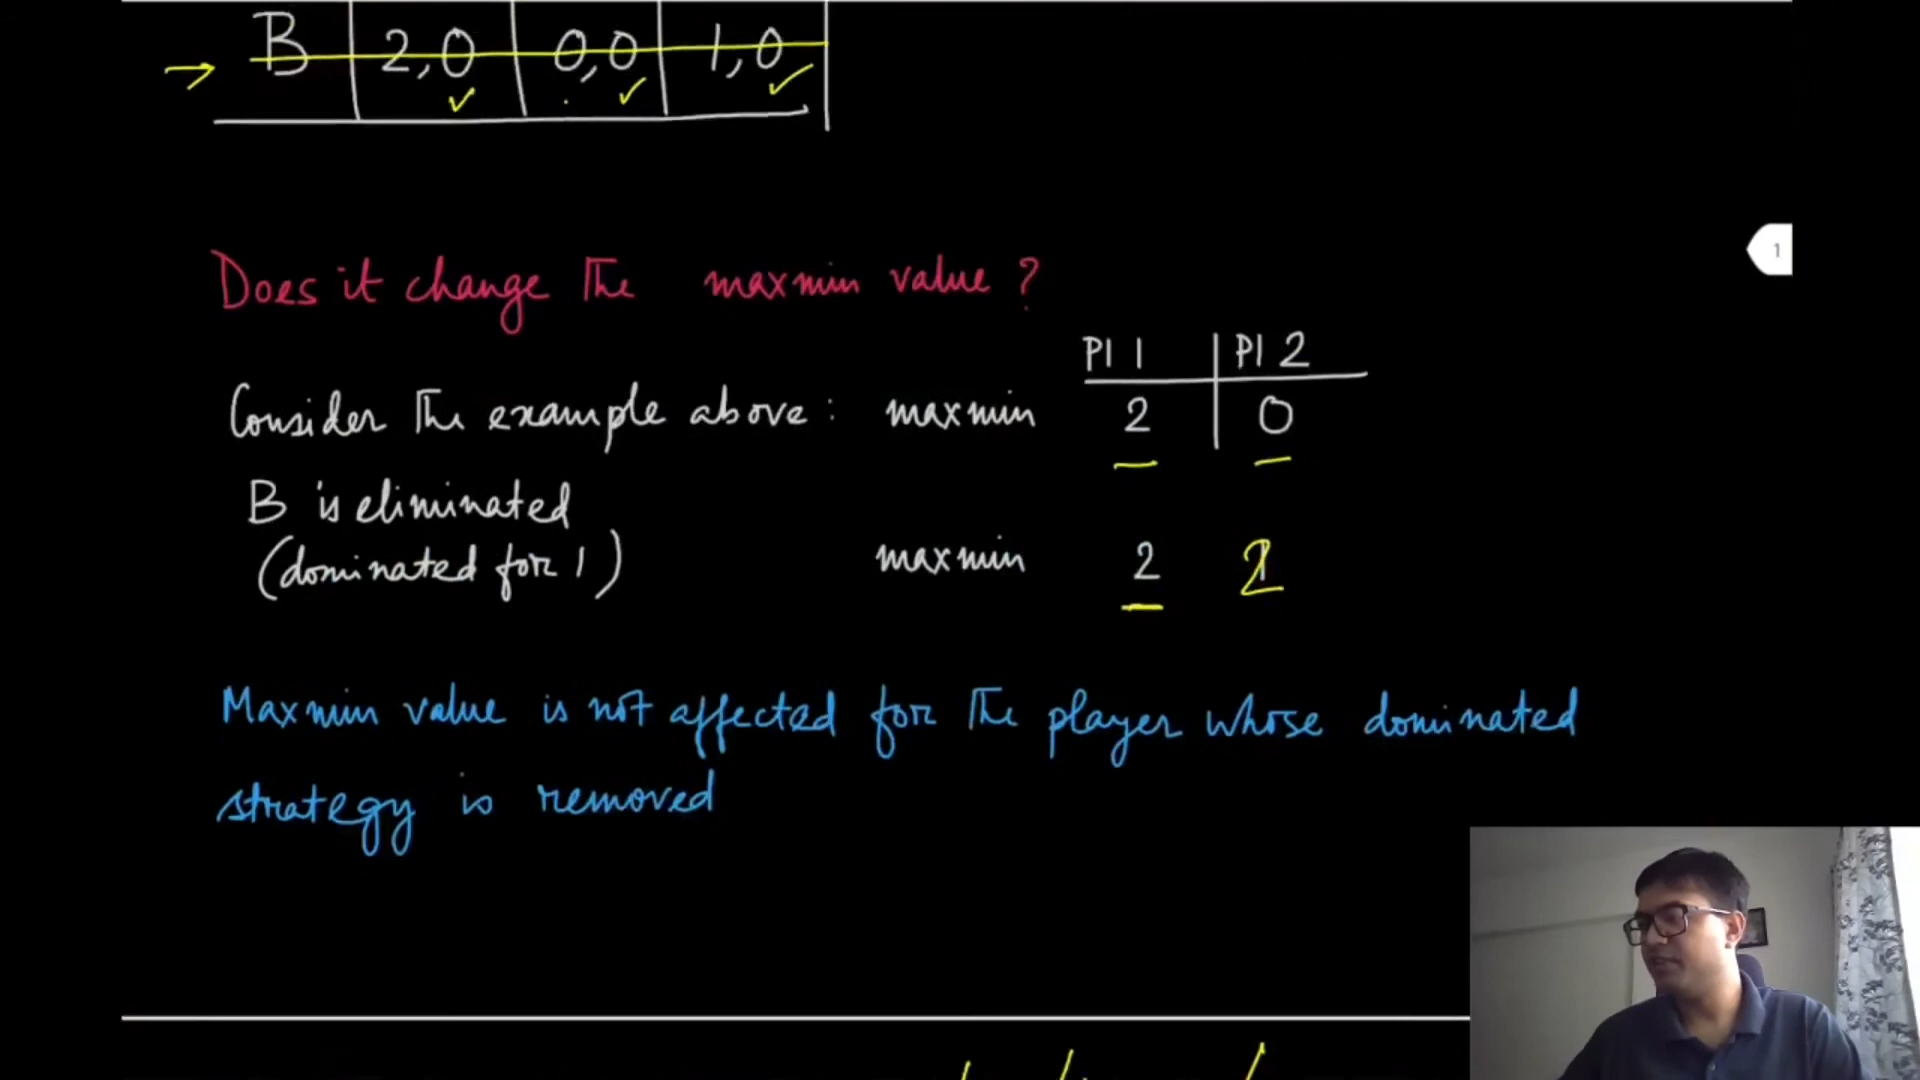 B 2,0 0,0 1,0
1
Does it change the maxmin value ?
Pl 1 Pl 2
Consider the example above : maxmin 2 0
B is eliminated
(dominated for 1) maxmin 2
Maxmin value is not affected for the player whose dominated
strategy is removed